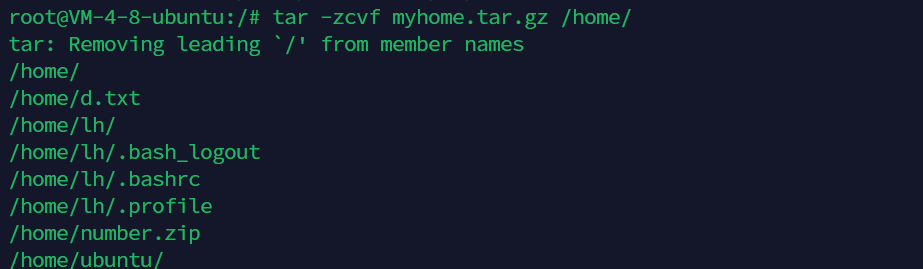 root@VM-4-8-ubuntu:/# tar -zcvf myhome.tar.gz /home/
tar: Removing leading `/' from member names
/home/
/home/d.txt
/home/lh/
/home/lh/.bash_logout
/home/lh/.bashrc
/home/lh/.profile
/home/number.zip
/home/ubuntu/